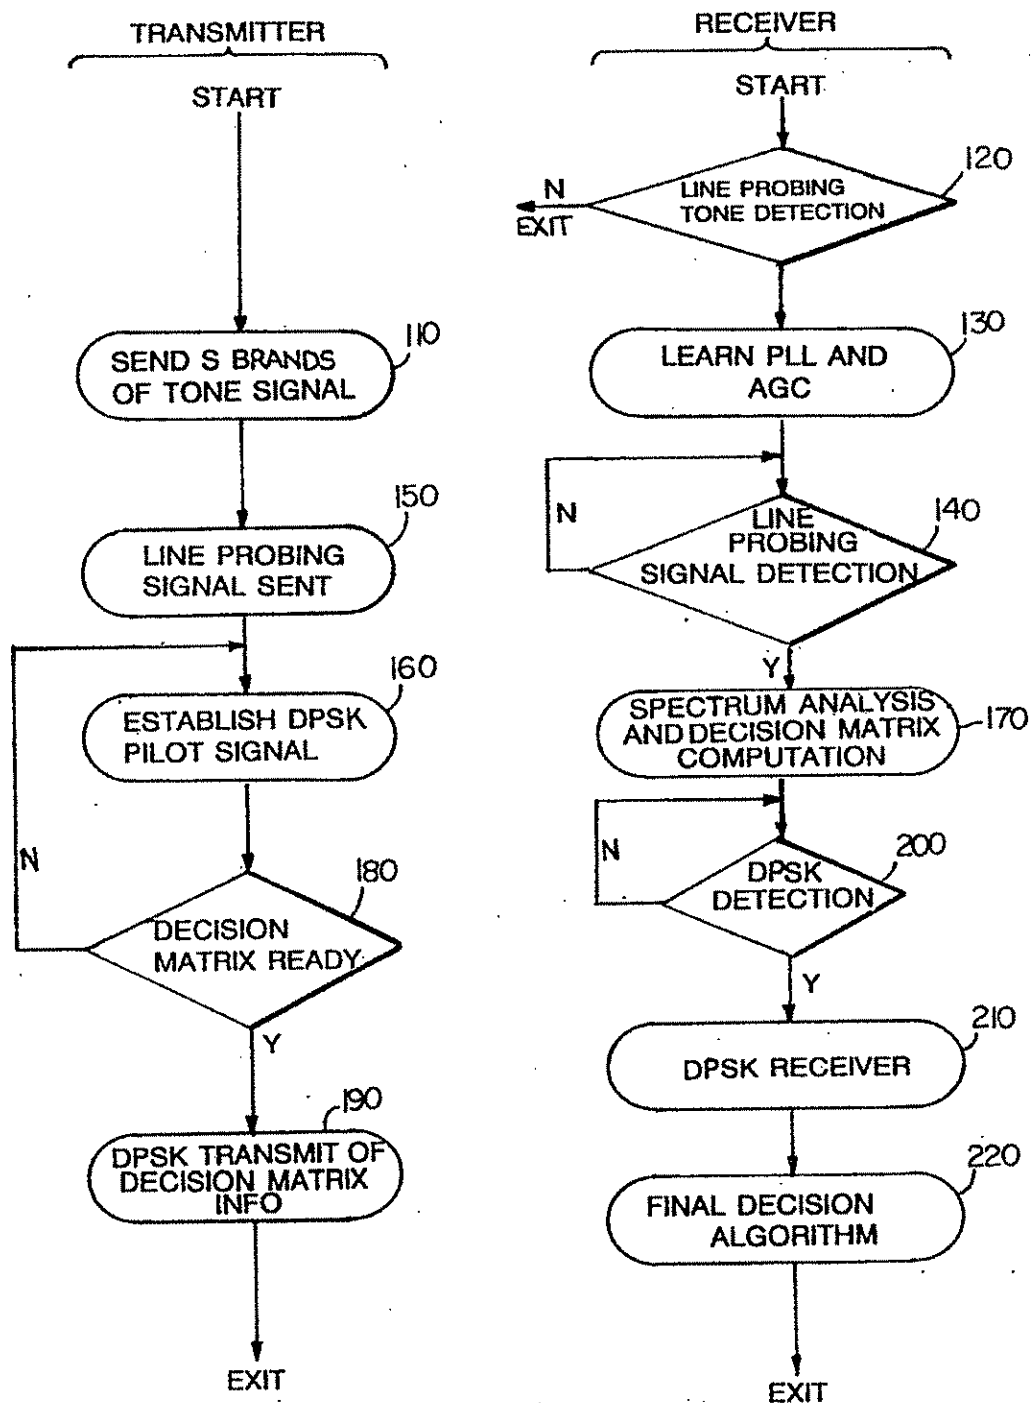 TRANSMITTER
START
110
SEND S BRANDS
OF TONE SIGNAL
150
LINE PROBING
SIGNAL SENT
160
ESTABLISH DPSK
PILOT SIGNAL
N
180
DECISION
MATRIX READY
Y
190
DPSK TRANSMIT OF
DECISION MATRIX
INFO
EXIT
RECEIVER
START
120
LINE PROBING
TONE DETECTION
N
EXIT
130
LEARN PLL AND
AGC
N
140
LINE
PROBING
SIGNAL DETECTION
Y
SPECTRUM ANALYSIS
AND DECISION MATRIX
COMPUTATION
170
N
200
DPSK
DETECTION
Y
210
DPSK RECEIVER
220
FINAL DECISION
ALGORITHM
EXIT